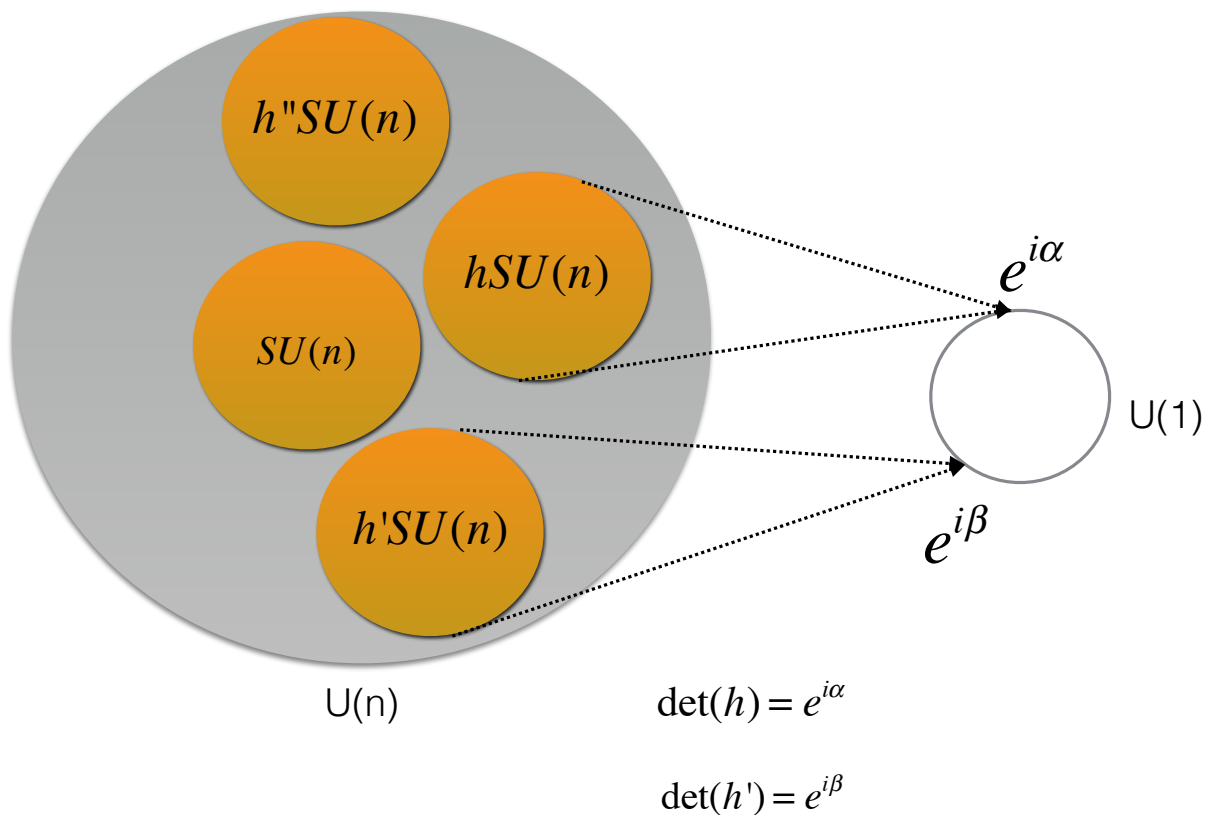 h"SU(n)
hSU(n)
e^{iα}
SU(n)
U(1)
h'SU(n)
e^{iβ}
U(n)
det(h) = e^{iα}
det(h') = e^{iβ}